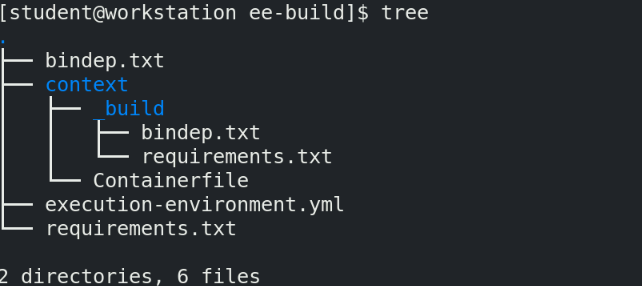 [student@workstation ee-build]$ tree
.
├── bindep.txt
├── context
│   ├── _build
│   │   ├── bindep.txt
│   │   └── requirements.txt
│   └── Containerfile
├── execution-environment.yml
└── requirements.txt
2 directories, 6 files